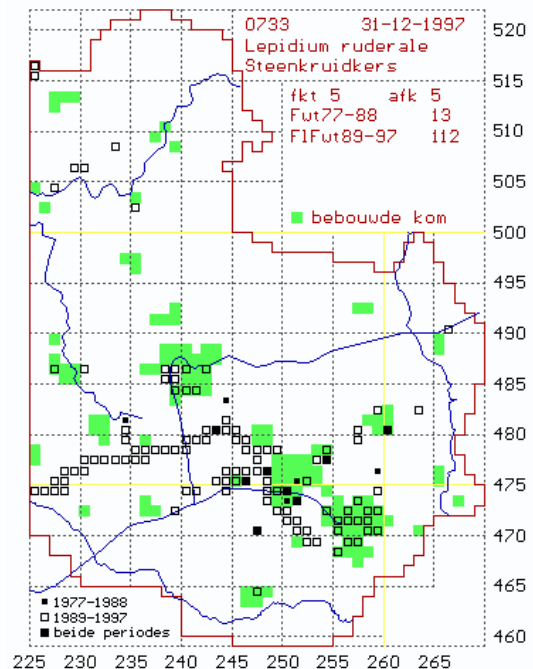 0733 31-12-1997
Lepidium ruderale
Steenkruidkers
fkt 5 afk 5
Fwt77-88 13
FlFwt89-97 112
bebouwde kom
520
515
510
505
500
495
490
485
480
475
470
465
460
1977-1988
1989-1997
beide periodes
225 230 235 240 245 250 255 260 265